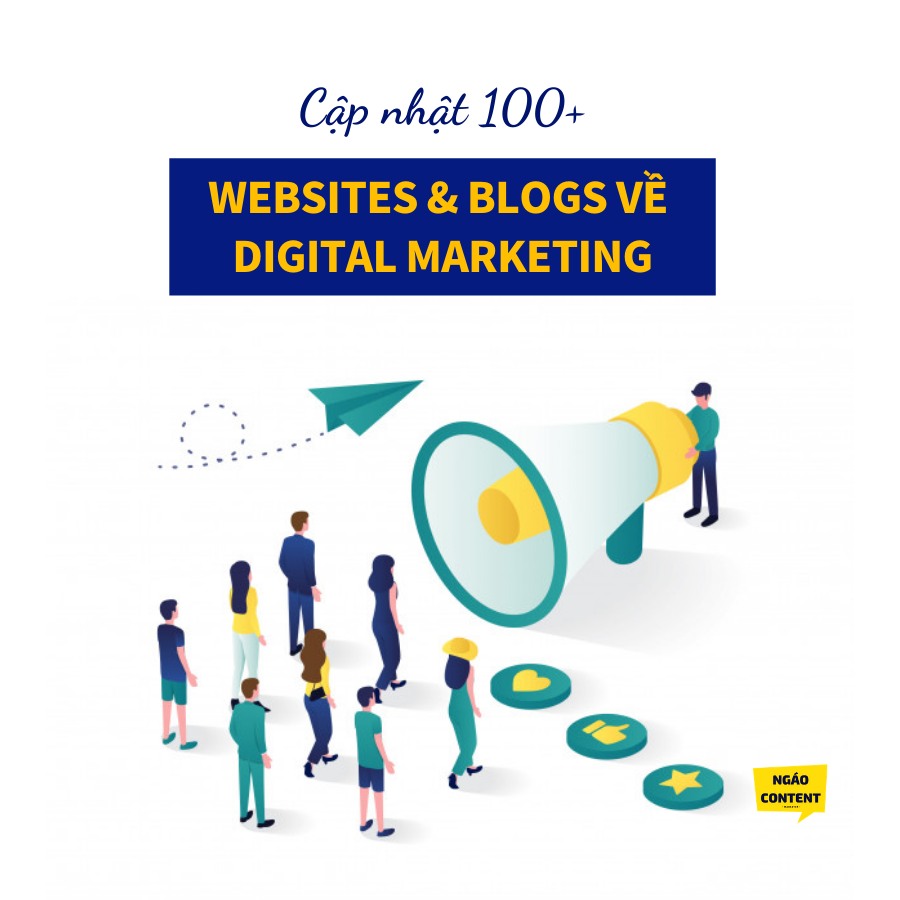 Cập nhật 100+
WEBSITES & BLOGS VỀ
DIGITAL MARKETING
NGÁO
CONTENT